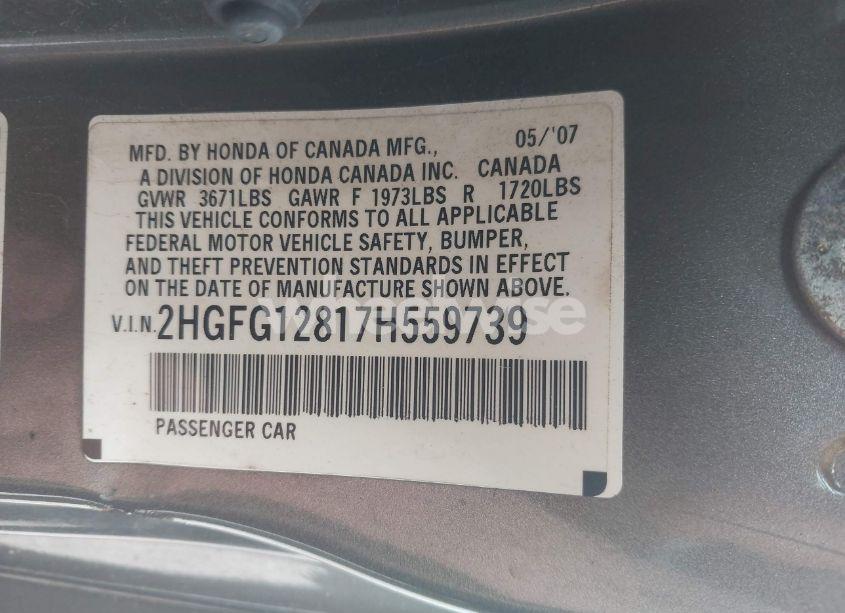 MFD. BY HONDA OF CANADA MFG., 05/'07
A DIVISION OF HONDA CANADA INC. CANADA
GVWR 3671LBS GAWR F 1973LBS R 1720LBS
THIS VEHICLE CONFORMS TO ALL APPLICABLE
FEDERAL MOTOR VEHICLE SAFETY, BUMPER,
AND THEFT PREVENTION STANDARDS IN EFFECT
ON THE DATE OF MANUFACTURE SHOWN ABOVE.
V.I.N. 2HGFG12817H559739
PASSENGER CAR